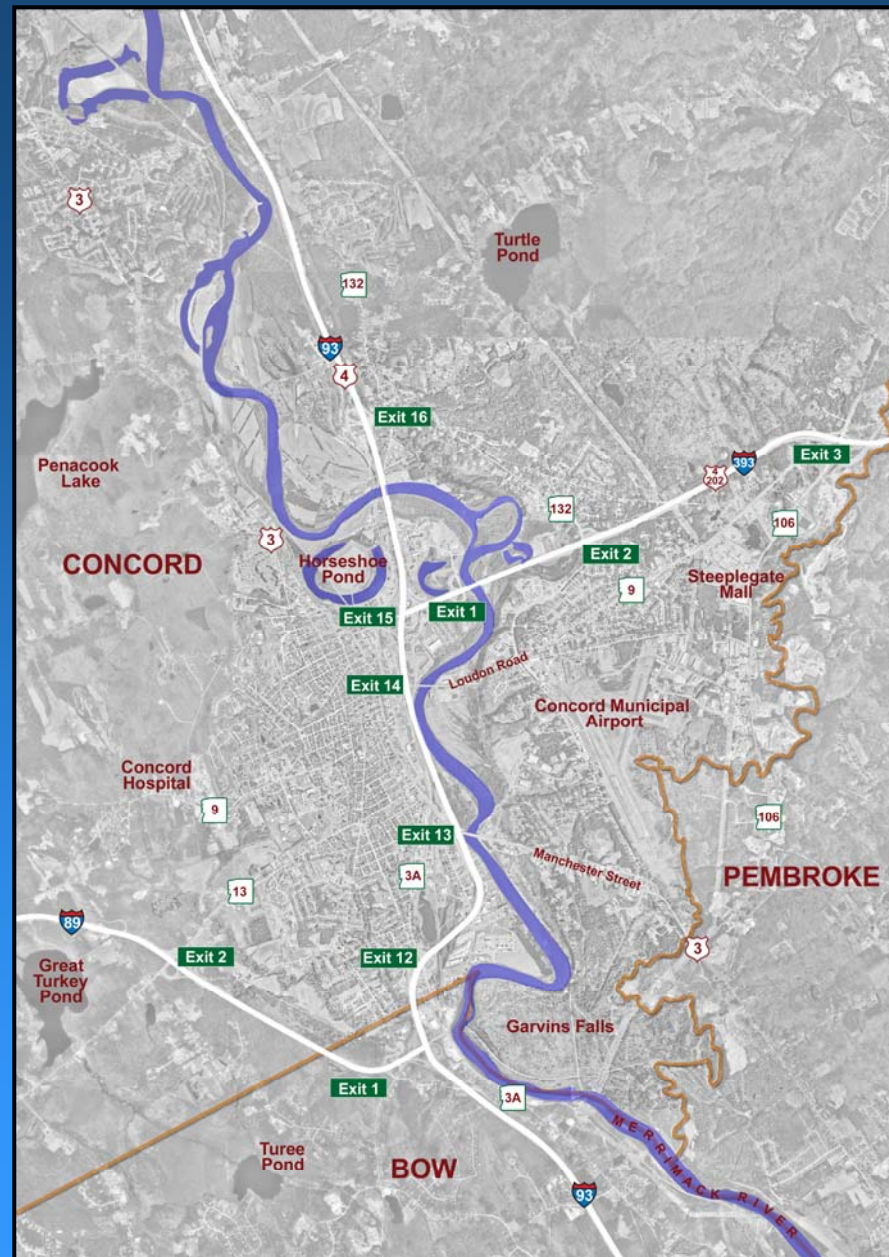 3
Turtle
Pond
132
93
4
Exit 16
Penacook
Lake
Exit 3
4
202
393
132
106
3
CONCORD
Horseshoe
Pond
Exit 2
Steeplegate
Mall
9
Exit 15
Exit 1
Loudon Road
Exit 14
Concord Municipal
Airport
Concord
Hospital
9
106
Exit 13
Manchester Street
3A
13
PEMBROKE
89
Exit 2
Exit 12
3
Great
Turkey
Pond
Garvins Falls
Exit 1
3A
MERRIMACK RIVER
Turee
Pond
BOW
93